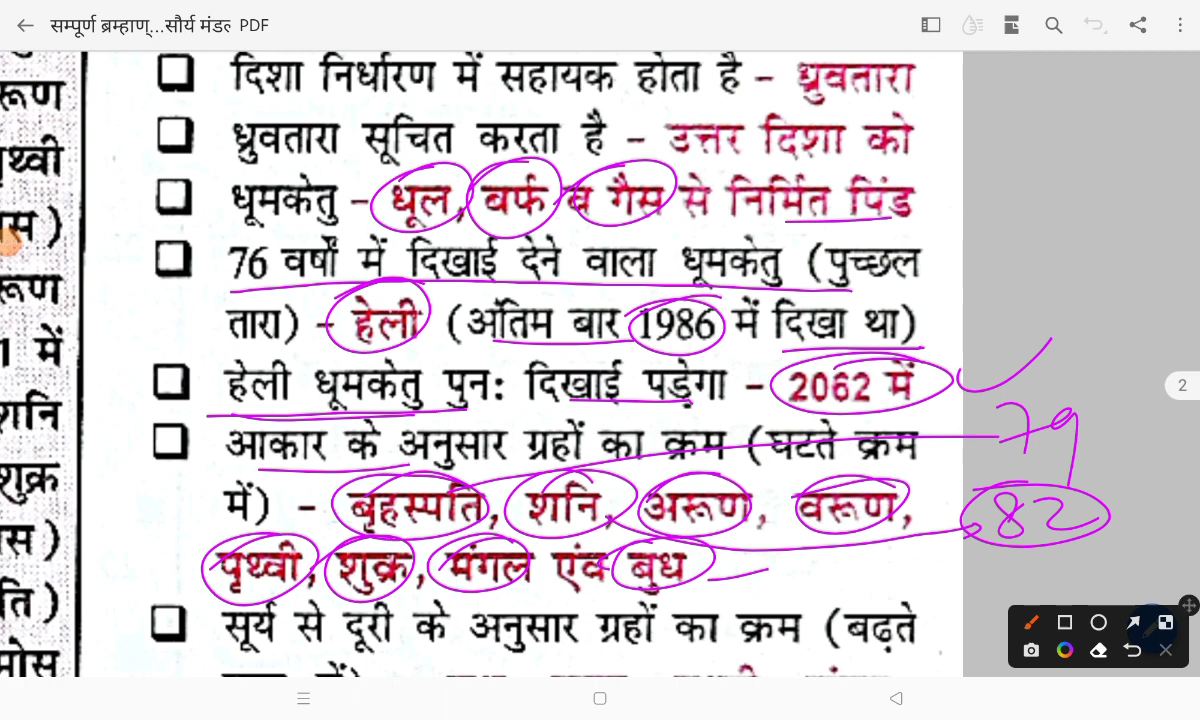 सम्पूर्ण ब्रम्हाण्...सौर्य मंडल PDF
दिशा निर्धारण में सहायक होता है - ध्रुवतारा
ध्रुवतारा सूचित करता है - उत्तर दिशा को
धूमकेतु - धूल, बर्फ व गैस से निर्मित पिंड
76 वर्षों में दिखाई देने वाला धूमकेतु (पुच्छल
तारा) - हेली (अंतिम बार 1986 में दिखा था)
हेली धूमकेतु पुनः दिखाई पड़ेगा - 2062 में
आकार के अनुसार ग्रहों का क्रम (घटते क्रम
में) - बृहस्पति, शनि, अरूण, वरूण,
पृथ्वी, शुक्र, मंगल एंव बुध
सूर्य से दूरी के अनुसार ग्रहों का क्रम (बढ़ते
रूण
स )
रूण
1 में
शनि
शुक्र
स )
ति )
2
79
82